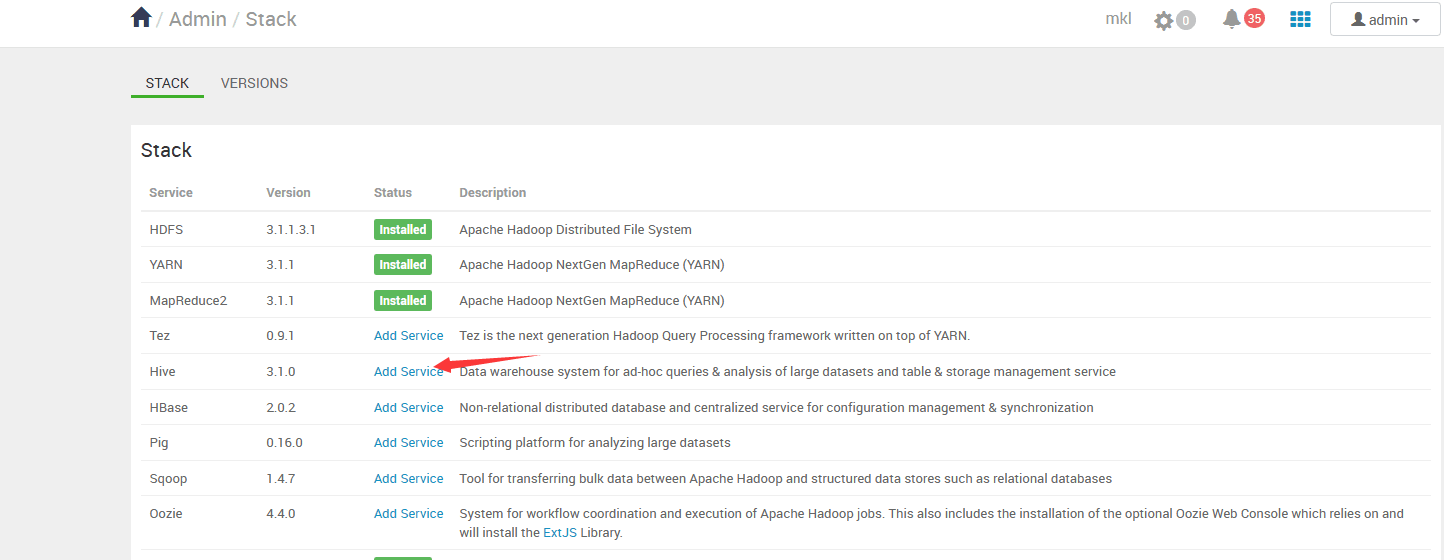 / Admin / Stack
mkl 0 35 admin
STACK VERSIONS
Stack
Service Version Status Description
HDFS 3.1.1.3.1 Installed Apache Hadoop Distributed File System
YARN 3.1.1 Installed Apache Hadoop NextGen MapReduce (YARN)
MapReduce2 3.1.1 Installed Apache Hadoop NextGen MapReduce (YARN)
Tez 0.9.1 Add Service Tez is the next generation Hadoop Query Processing framework written on top of YARN.
Hive 3.1.0 Add Service Data warehouse system for ad-hoc queries & analysis of large datasets and table & storage management service
HBase 2.0.2 Add Service Non-relational distributed database and centralized service for configuration management & synchronization
Pig 0.16.0 Add Service Scripting platform for analyzing large datasets
Sqoop 1.4.7 Add Service Tool for transferring bulk data between Apache Hadoop and structured data stores such as relational databases
Oozie 4.4.0 Add Service System for workflow coordination and execution of Apache Hadoop jobs. This also includes the installation of the optional Oozie Web Console which relies on and
will install the ExtJS Library.